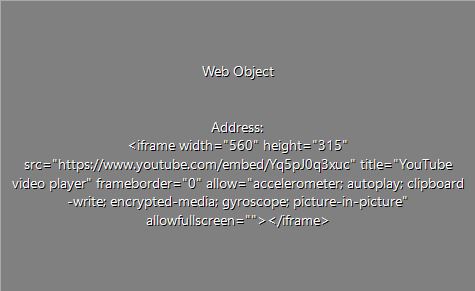 Web Object
Address:
<iframe width="560" height="315"
src="https://www.youtube.com/embed/Yq5pJ0q3xuc" title="YouTube
video player" frameborder="0" allow="accelerometer; autoplay; clipboard
-write; encrypted-media; gyroscope; picture-in-picture"
allowfullscreen=""></iframe>